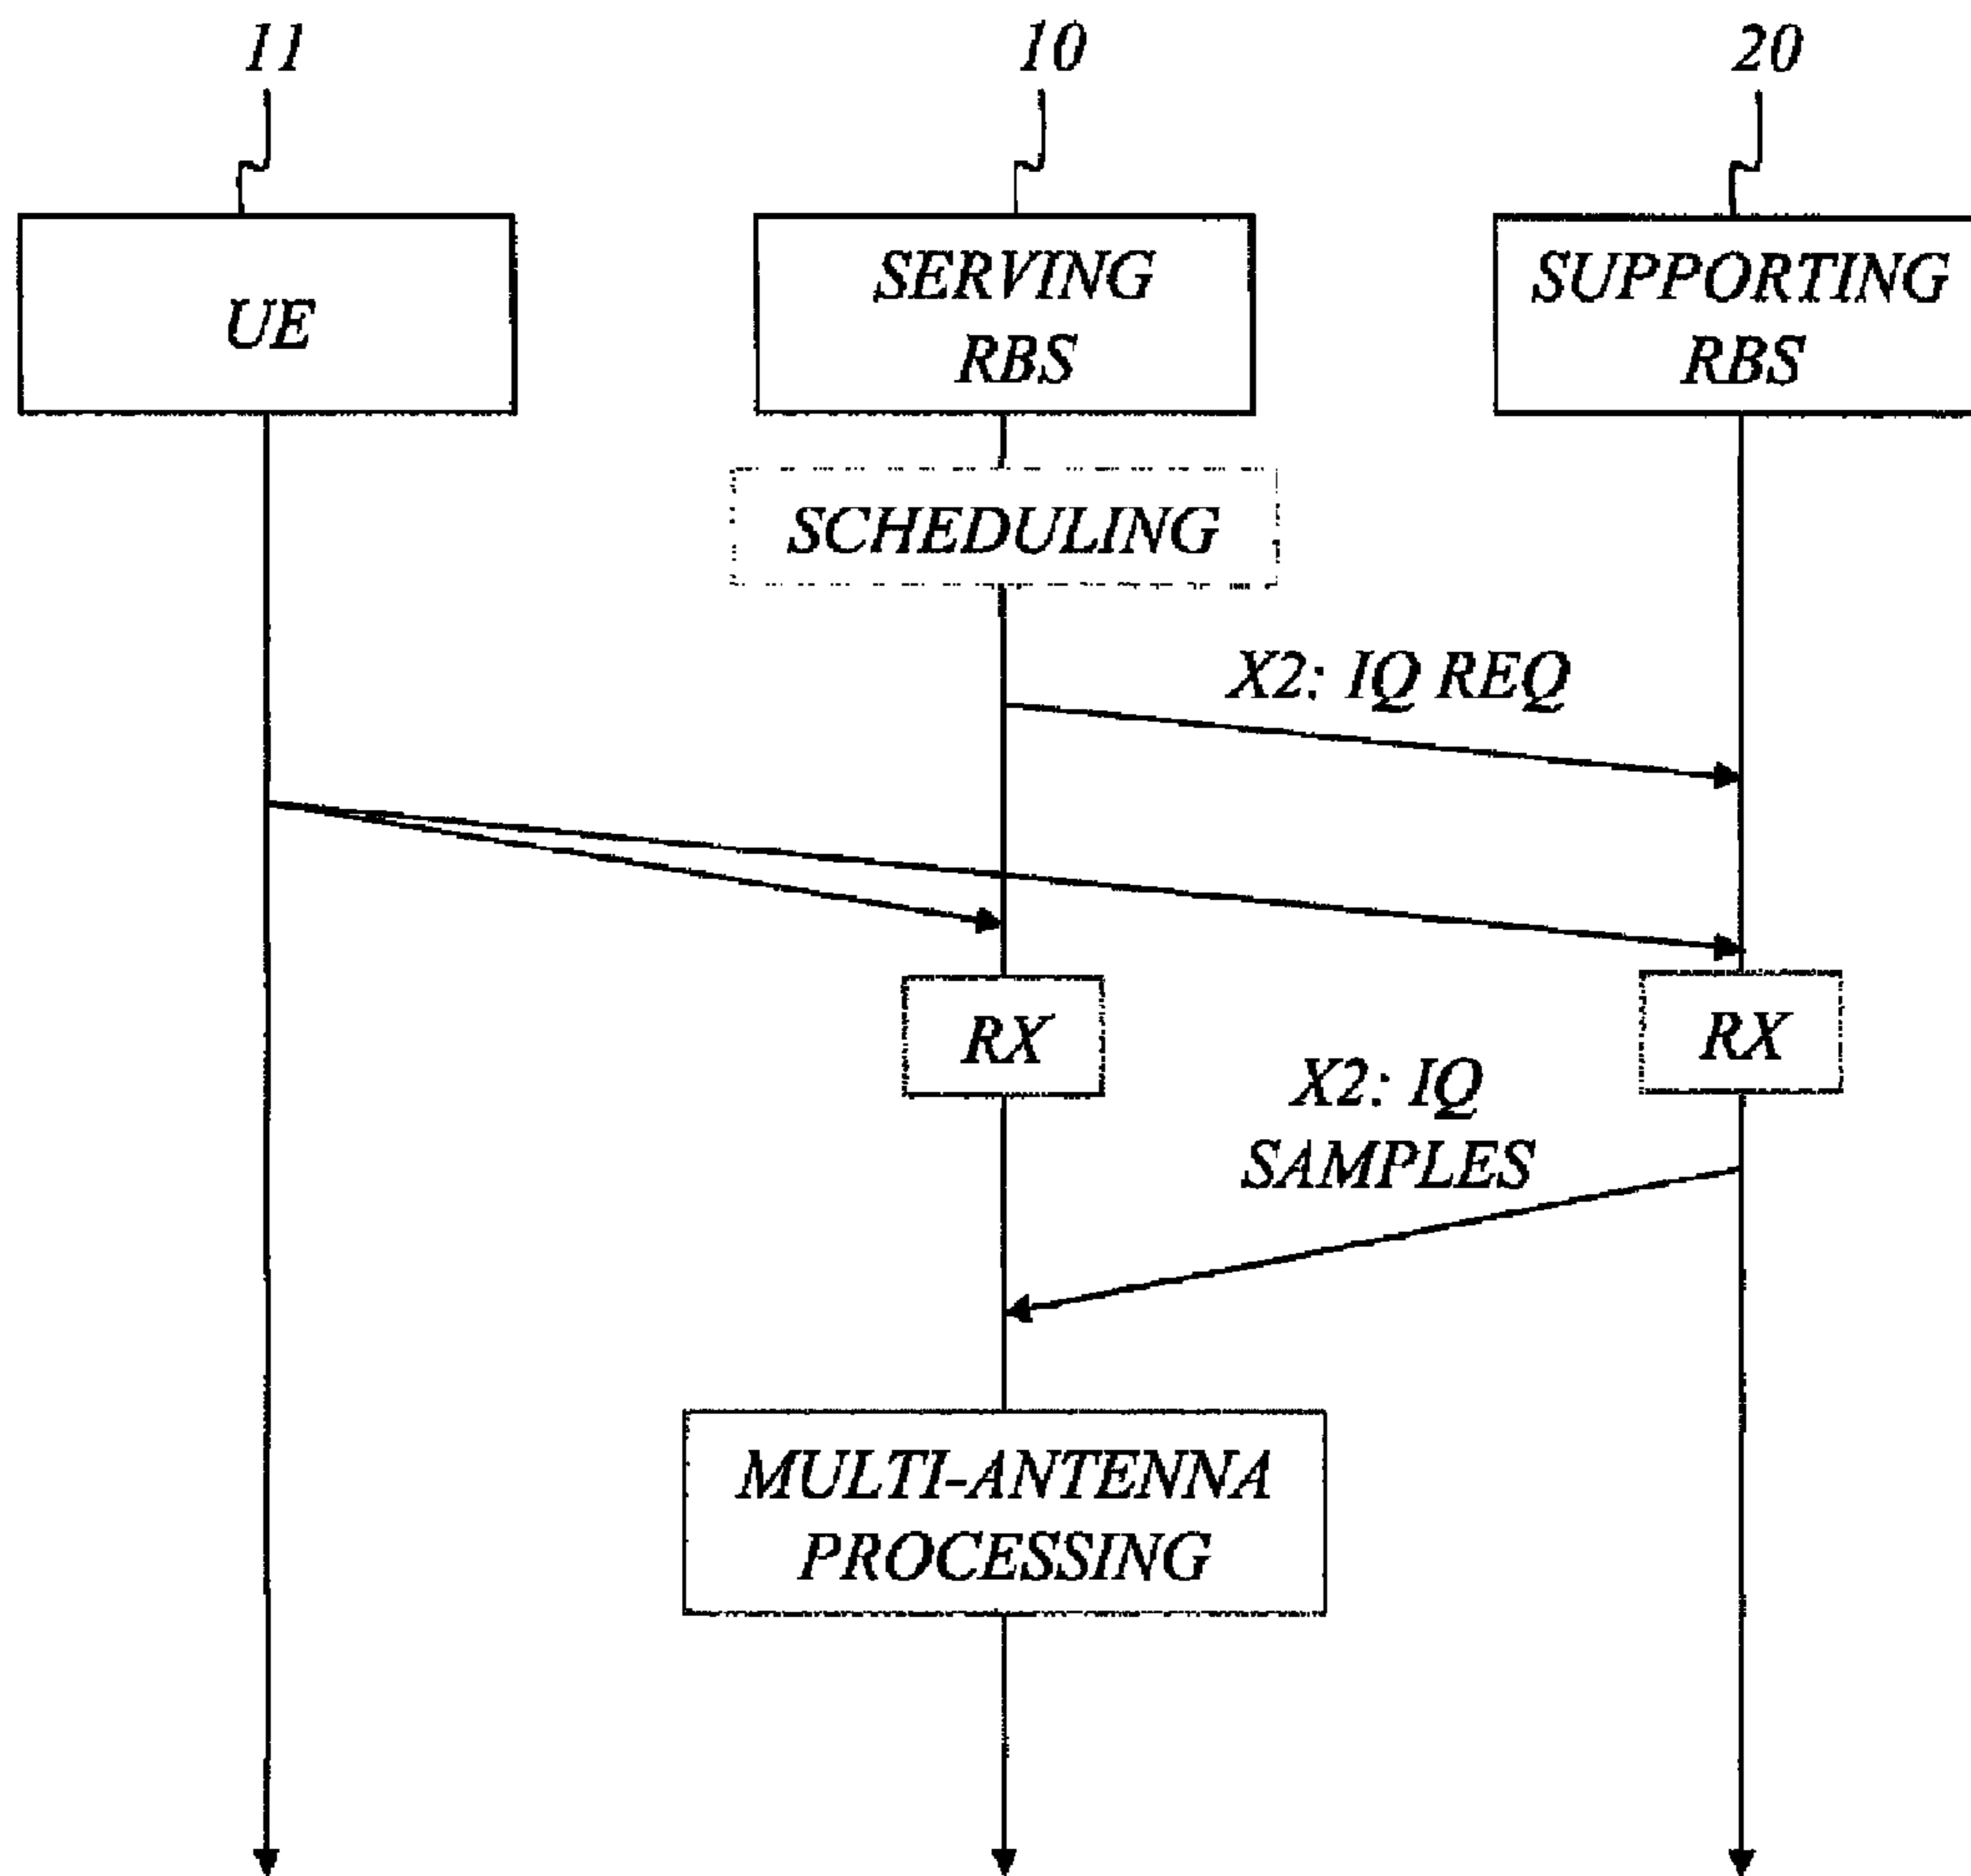 11
10
20
UE
SERVING
RBS
SUPPORTING
RBS
SCHEDULING
X2: IQ REQ
RX
RX
X2: IQ
SAMPLES
MULTI-ANTENNA
PROCESSING